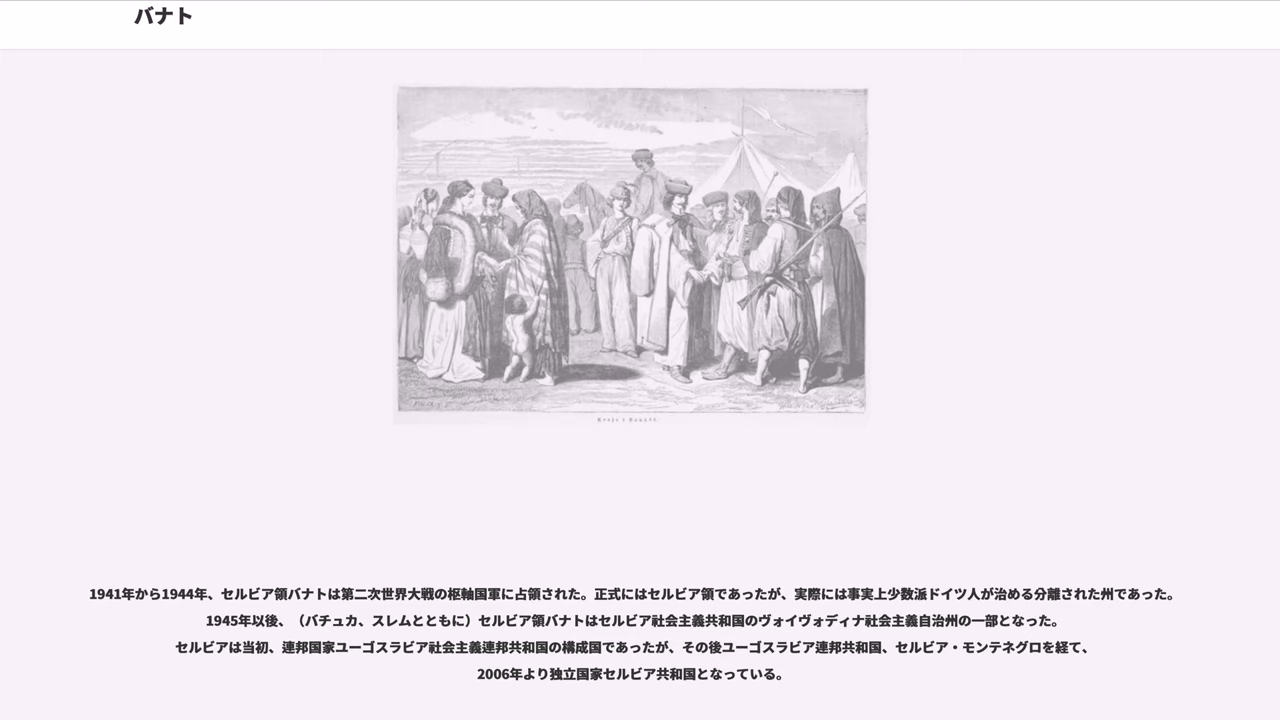 バナト
1941年から1944年、セルビア領バナトは第二次世界大戦の枢軸国軍に占領された。正式にはセルビア領であったが、実際には事実上少数派ドイツ人が治める分離された州であった。
1945年以後、（バチュカ、スレムとともに）セルビア領バナトはセルビア社会主義共和国のヴォイヴォディナ社会主義自治州の一部となった。
セルビアは当初、連邦国家ユーゴスラビア社会主義連邦共和国の構成国であったが、その後ユーゴスラビア連邦共和国、セルビア・モンテネグロを経て、
2006年より独立国家セルビア共和国となっている。